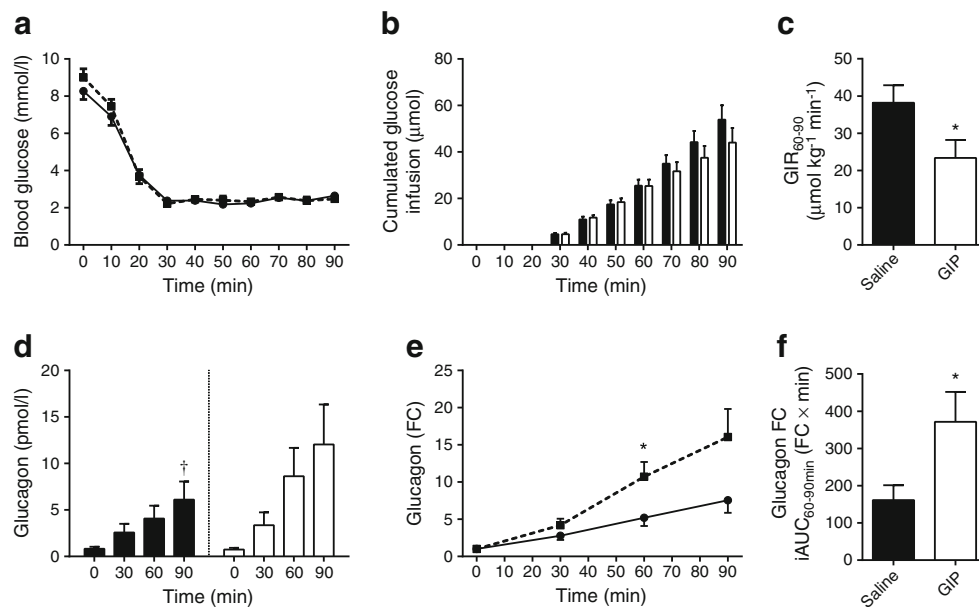 a
Blood glucose (mmol/l)
10
8
6
4
2
0
0 10 20 30 40 50 60 70 80 90
Time (min)
b
Cumulated glucose
infusion (μmol)
80
60
40
20
0
0 10 20 30 40 50 60 70 80 90
Time (min)
c
GIR60-90
(μmol kg-1 min-1)
50
40
30
20
10
0
*
Saline
GIP
d
Glucagon (pmol/l)
20
15
10
5
0
†
0 30 60 90 0 30 60 90
Time (min)
e
Glucagon (FC)
25
20
15
10
5
0
*
0 10 20 30 40 50 60 70 80 90
Time (min)
f
Glucagon FC
iAUC60-90min (FC × min)
500
400
300
200
100
0
*
Saline
GIP